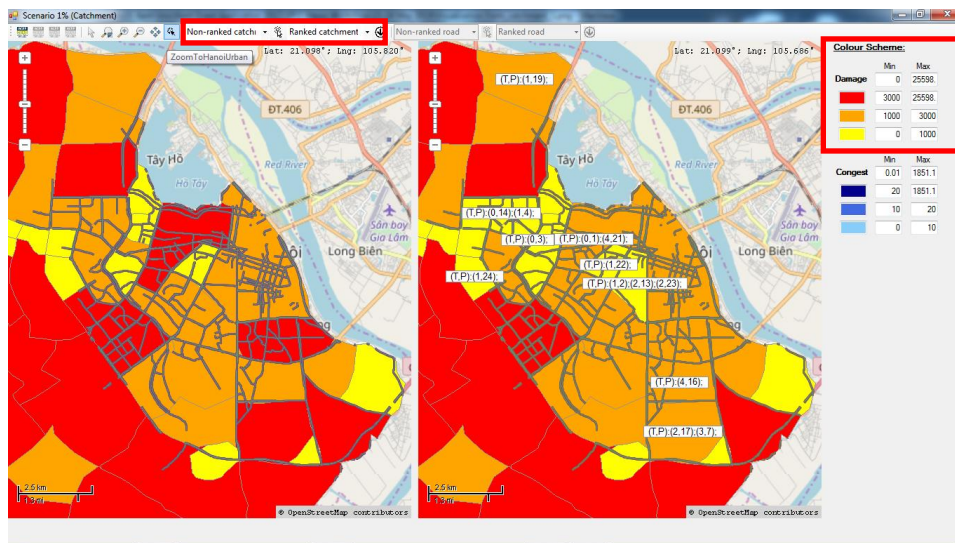 Scenario 1% (Catchment)
Non-ranked catchi
Ranked catchment
Non-ranked road
Ranked road
ZoomToHanoiUrban
Lat: 21.098°; Lng: 105.820°
ĐT.406
Tây Hồ
Hồ Tây
Red River
Sân bay
Gia Lâm
ội
Long Biên
ng
2.5 km
© OpenStreetMap contributors
Lat: 21.099°; Lng: 105.686°
(T,P):(1,19);
ĐT.406
Tây Hồ
Hồ Tây
Red River
Sân bay
Gia Lâm
(T,P):(0,14);(1,4);
(T,P):(0,3);
(T,P):(0,1);(4,21);
ội
Long Biên
(T,P):(1,22);
(T,P):(1,24);
(T,P):(1,2);(2,13);(2,23);
ng
(T,P):(4,16);
(T,P):(2,17);(3,7);
2.5 km
© OpenStreetMap contributors
Colour Scheme:
Min Max
Damage 0 25598.
3000 25598.
1000 3000
0 1000
Min Max
Congest 0.01 1851.1
20 1851.1
10 20
0 10